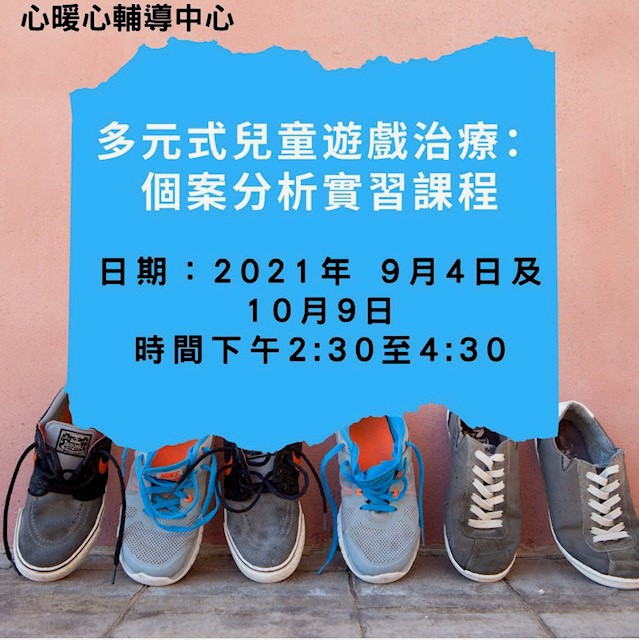 心暖心輔導中心
多元式兒童遊戲治療：
個案分析實習課程
日期：2021年 9月4日及
10月9日
時間下午2:30至4:30